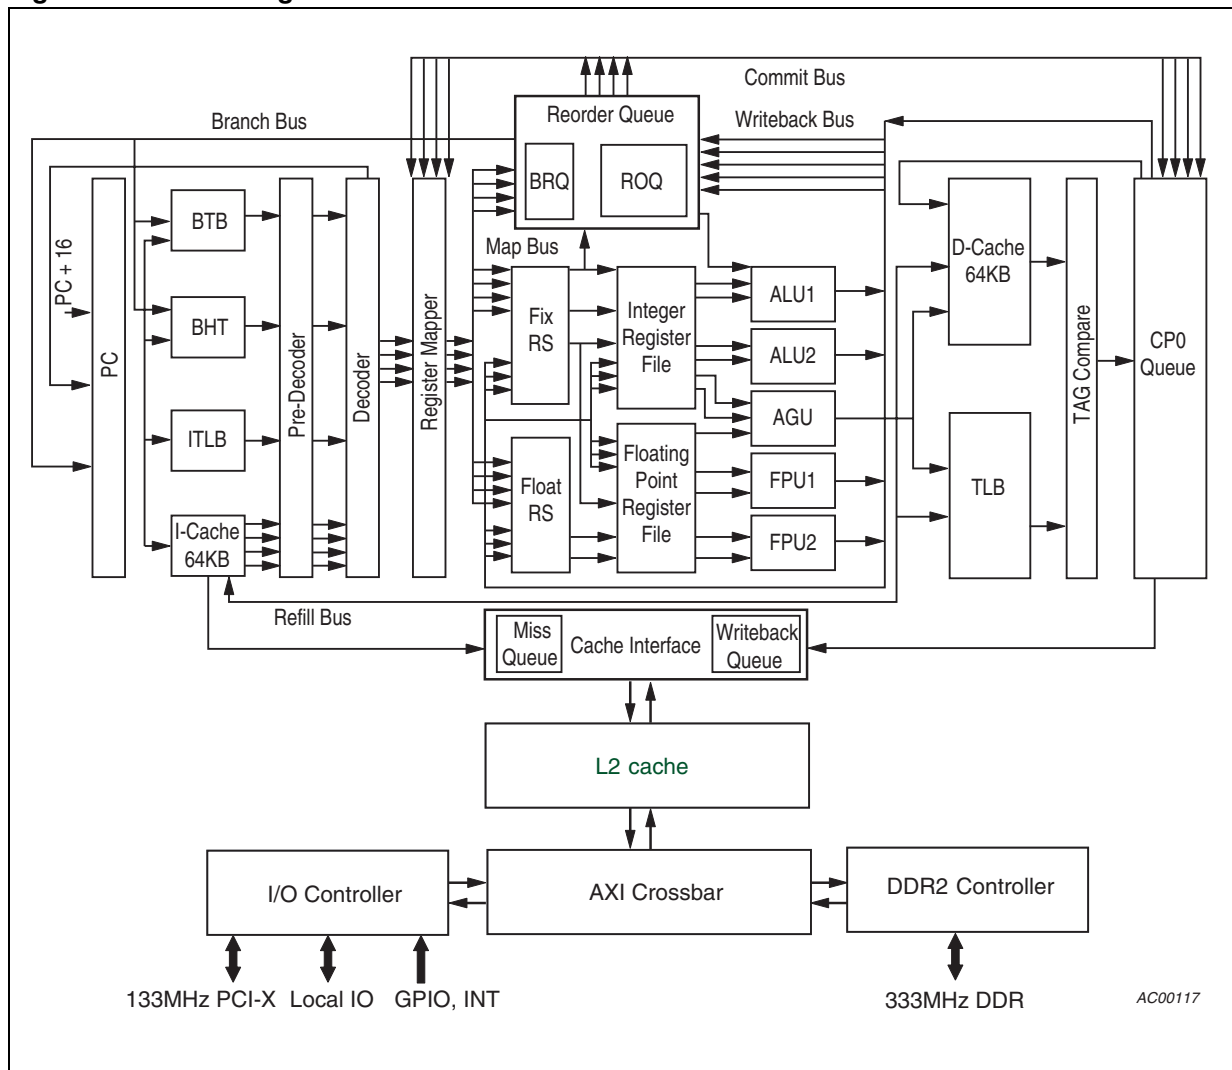 Commit Bus
Reorder Queue
Branch Bus
Writeback Bus
BRQ
ROQ
PC + 16
PC
BTB
BHT
ITLB
I-Cache
64KB
Pre-Decoder
Decoder
Register Mapper
Map Bus
Fix
RS
Float
RS
Integer
Register
File
Floating
Point
Register
File
ALU1
ALU2
AGU
FPU1
FPU2
D-Cache
64KB
TLB
TAG Compare
CP0
Queue
Refill Bus
Miss
Queue
Cache Interface
Writeback
Queue
L2 cache
I/O Controller
AXI Crossbar
DDR2 Controller
133MHz PCI-X
Local IO
GPIO, INT
333MHz DDR
AC00117